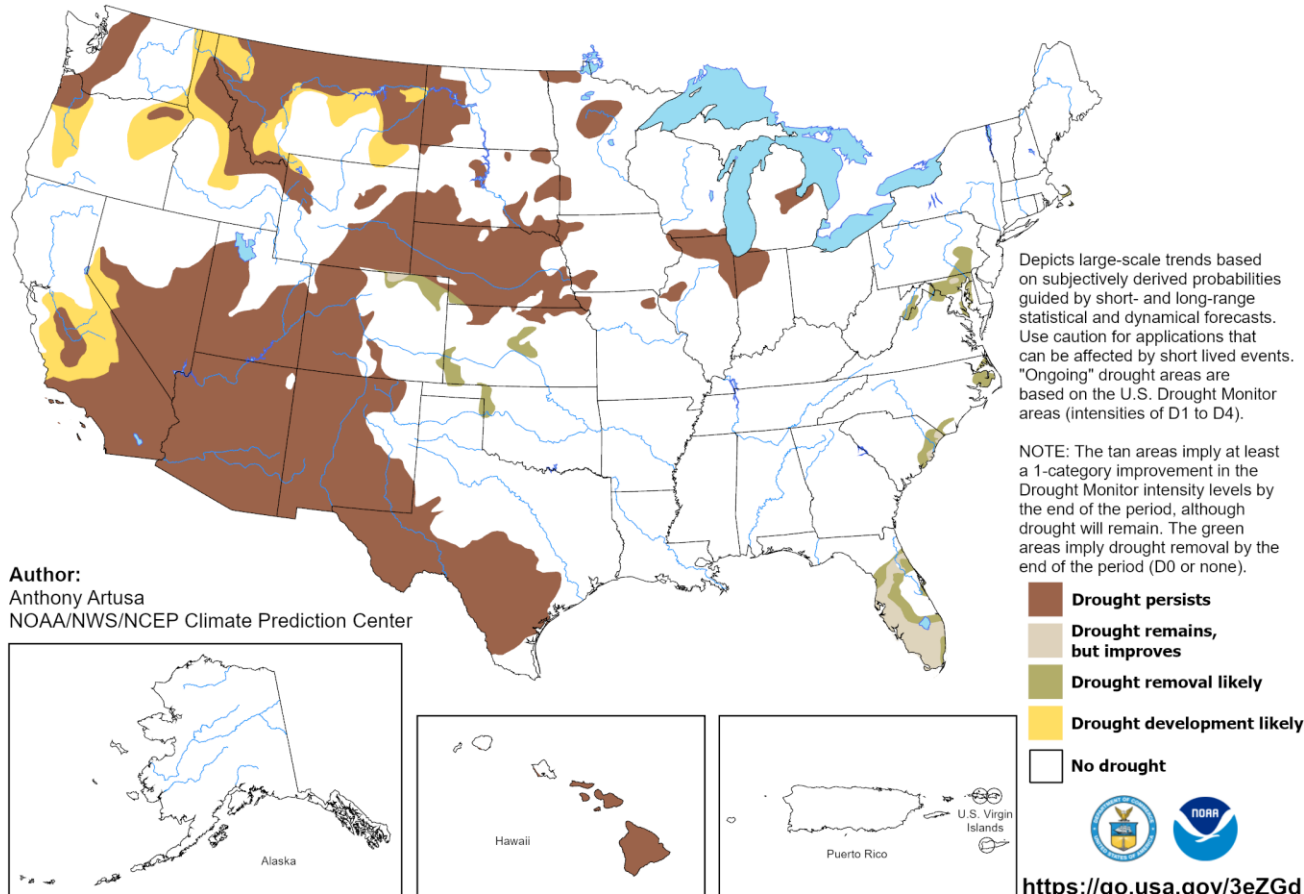 Depicts large-scale trends based
on subjectively derived probabilities
guided by short- and long-range
statistical and dynamical forecasts.
Use caution for applications that
can be affected by short lived events.
"Ongoing" drought areas are
based on the U.S. Drought Monitor
areas (intensities of D1 to D4).
NOTE: The tan areas imply at least
a 1-category improvement in the
Drought Monitor intensity levels by
the end of the period, although
drought will remain. The green
areas imply drought removal by the
end of the period (D0 or none).
Author:
Anthony Artusa
NOAA/NWS/NCEP Climate Prediction Center
Drought persists
Drought remains,
but improves
Drought removal likely
Drought development likely
No drought
Alaska
Hawaii
Puerto Rico
U.S. Virgin
Islands
NOAA
https://go.usa.gov/3eZGd